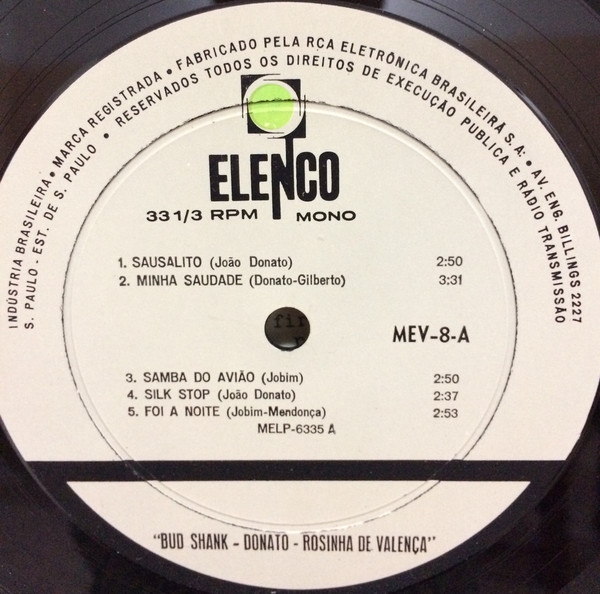 INDÚSTRIA BRASILEIRA • MARCA REGISTRADA • FABRICADO PELA RCA ELETRÔNICA BRASILEIRA S.A. • AV. ENG. BILLINGS 2227
S. PAULO - EST. DE S. PAULO • RESERVADOS TODOS OS DIREITOS DE EXECUÇÃO PUBLICA E RÁDIO TRANSMISSÃO
ELENCO
33 1/3 RPM MONO
1. SAUSALITO (João Donato) 2:50
2. MINHA SAUDADE (Donato-Gilberto) 3:31
MEV-8-A
3. SAMBA DO AVIÃO (Jobim) 2:50
4. SILK STOP (João Donato) 2:37
5. FOI A NOITE (Jobim-Mendonça) 2:53
MELP-6335 A
"BUD SHANK - DONATO - ROSINHA DE VALENÇA"